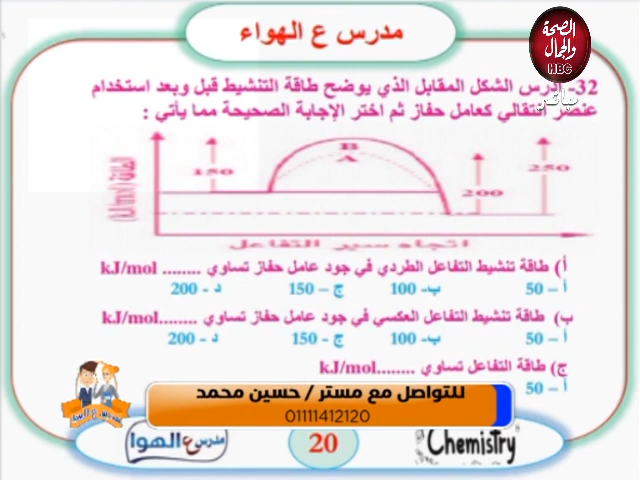 مدرس ع الهواء
الصحة
والجمال
HBC
مباشر
32- ادرس الشكل المقابل الذي يوضح طاقة التنشيط قبل وبعد استخدام
عنصر انتقالي كعامل حفاز ثم اختر الإجابة الصحيحة مما يأتي :
الطاقة (kJ/mol)
150
B
A
200
250
اتجاه سير التفاعل
أ) طاقة تنشيط التفاعل الطردي في جود عامل حفاز تساوي ........ kJ/mol
أ - 50 ب- 100 ج - 150 د - 200
ب) طاقة تنشيط التفاعل العكسي في جود عامل حفاز تساوي ........kJ/mol
أ - 50 ب- 100 ج - 150 د - 200
ج) طاقة التفاعل تساوي ........kJ/mol
أ - 50
للتواصل مع مستر / حسين محمد
01111412120
مدرس ع الهوا
20
Chemistry